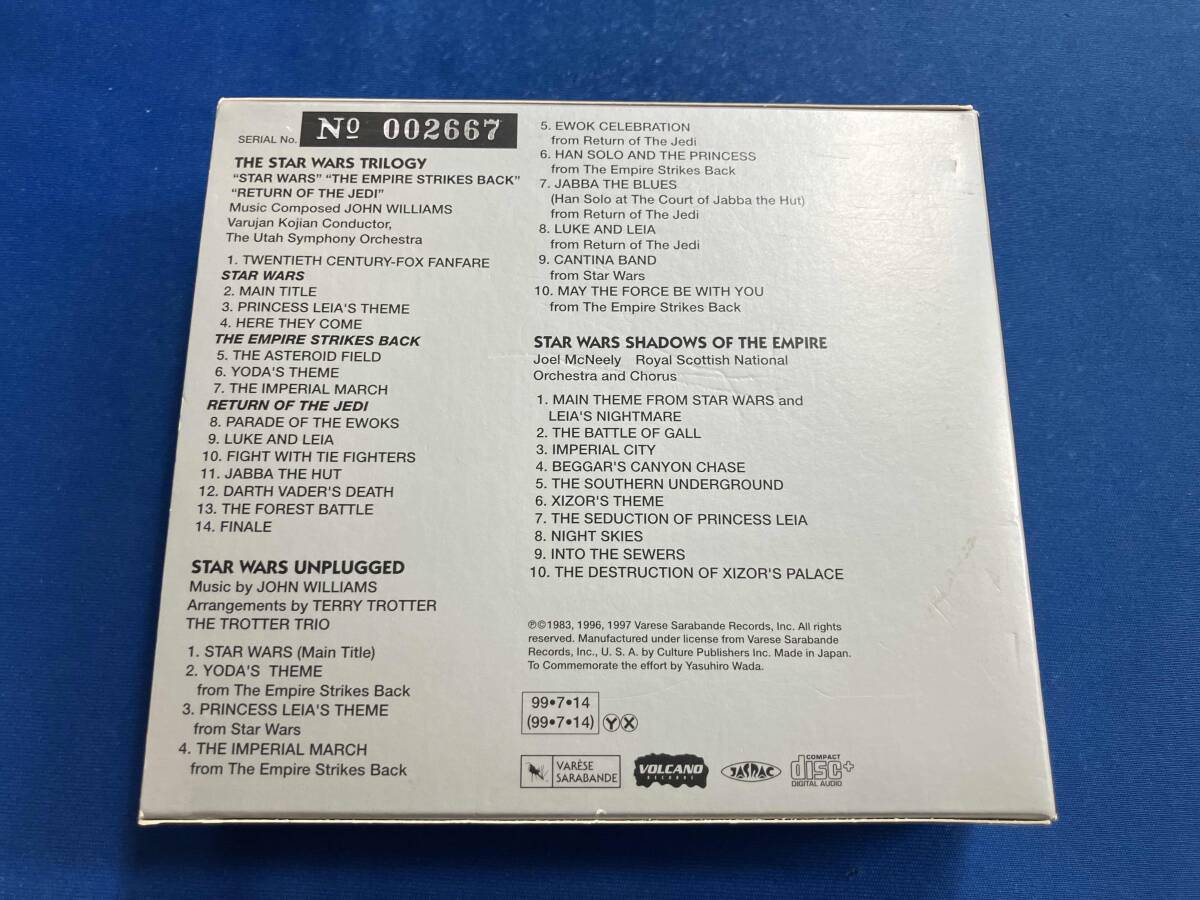 SERIAL No. Nº 002667
THE STAR WARS TRILOGY
"STAR WARS" "THE EMPIRE STRIKES BACK"
"RETURN OF THE JEDI"
Music Composed JOHN WILLIAMS
Varujan Kojian Conductor,
The Utah Symphony Orchestra
1. TWENTIETH CENTURY-FOX FANFARE
STAR WARS
2. MAIN TITLE
3. PRINCESS LEIA'S THEME
4. HERE THEY COME
THE EMPIRE STRIKES BACK
5. THE ASTEROID FIELD
6. YODA'S THEME
7. THE IMPERIAL MARCH
RETURN OF THE JEDI
8. PARADE OF THE EWOKS
9. LUKE AND LEIA
10. FIGHT WITH TIE FIGHTERS
11. JABBA THE HUT
12. DARTH VADER'S DEATH
13. THE FOREST BATTLE
14. FINALE
STAR WARS UNPLUGGED
Music by JOHN WILLIAMS
Arrangements by TERRY TROTTER
THE TROTTER TRIO
1. STAR WARS (Main Title)
2. YODA'S THEME
from The Empire Strikes Back
3. PRINCESS LEIA'S THEME
from Star Wars
4. THE IMPERIAL MARCH
from The Empire Strikes Back
5. EWOK CELEBRATION
from Return of The Jedi
6. HAN SOLO AND THE PRINCESS
from The Empire Strikes Back
7. JABBA THE BLUES
(Han Solo at The Court of Jabba the Hut)
from Return of The Jedi
8. LUKE AND LEIA
from Return of The Jedi
9. CANTINA BAND
from Star Wars
10. MAY THE FORCE BE WITH YOU
from The Empire Strikes Back
STAR WARS SHADOWS OF THE EMPIRE
Joel McNeely Royal Scottish National
Orchestra and Chorus
1. MAIN THEME FROM STAR WARS and
LEIA'S NIGHTMARE
2. THE BATTLE OF GALL
3. IMPERIAL CITY
4. BEGGAR'S CANYON CHASE
5. THE SOUTHERN UNDERGROUND
6. XIZOR'S THEME
7. THE SEDUCTION OF PRINCESS LEIA
8. NIGHT SKIES
9. INTO THE SEWERS
10. THE DESTRUCTION OF XIZOR'S PALACE
℗©1983, 1996, 1997 Varese Sarabande Records, Inc. All rights
reserved. Manufactured under license from Varese Sarabande
Records, Inc., U. S. A. by Culture Publishers Inc. Made in Japan.
To Commemorate the effort by Yasuhiro Wada.
99•7•14
(99•7•14) Ⓨ Ⓧ
VARÈSE
SARABANDE
VOLCANO
RECORDS
JASRAC
COMPACT
disc+
DIGITAL AUDIO